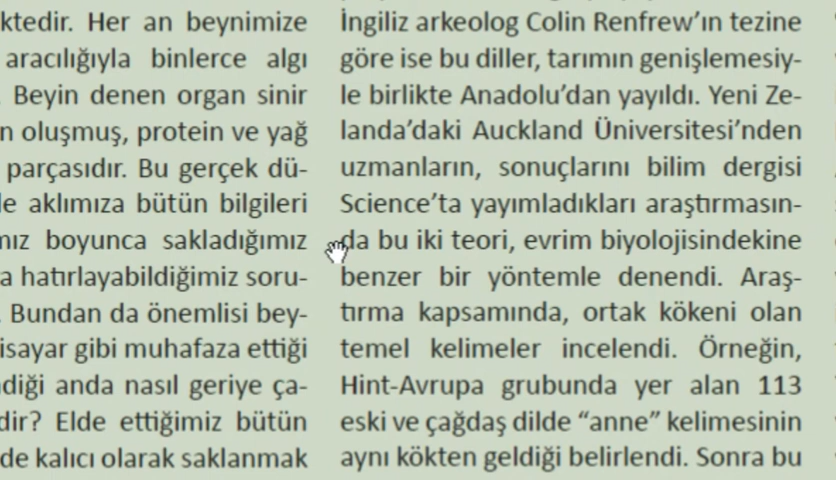 ktedir. Her an beynimize
aracılığıyla binlerce algı
. Beyin denen organ sinir
n oluşmuş, protein ve yağ
parçasıdır. Bu gerçek dü-
le aklımıza bütün bilgileri
mız boyunca sakladığımız
a hatırlayabildiğimiz soru-
. Bundan da önemlisi bey-
isayar gibi muhafaza ettiği
diği anda nasıl geriye ça-
dir? Elde ettiğimiz bütün
de kalıcı olarak saklanmak
İngiliz arkeolog Colin Renfrew’ın tezine
göre ise bu diller, tarımın genişlemesiy-
le birlikte Anadolu’dan yayıldı. Yeni Ze-
landa’daki Auckland Üniversitesi’nden
uzmanların, sonuçlarını bilim dergisi
Science’ta yayımladıkları araştırmasın-
da bu iki teori, evrim biyolojisindekine
benzer bir yöntemle denendi. Araş-
tırma kapsamında, ortak kökeni olan
temel kelimeler incelendi. Örneğin,
Hint-Avrupa grubunda yer alan 113
eski ve çağdaş dilde “anne” kelimesinin
aynı kökten geldiği belirlendi. Sonra bu